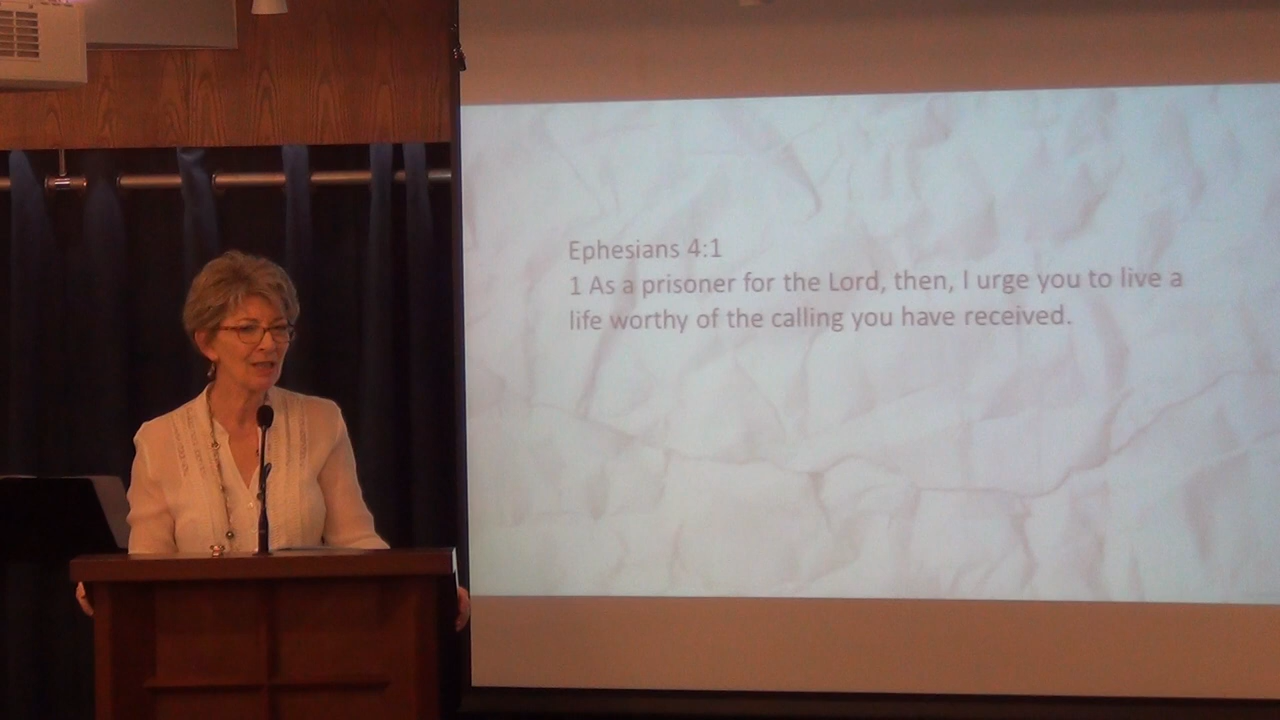 Ephesians 4:1
1 As a prisoner for the Lord, then, I urge you to live a
life worthy of the calling you have received.